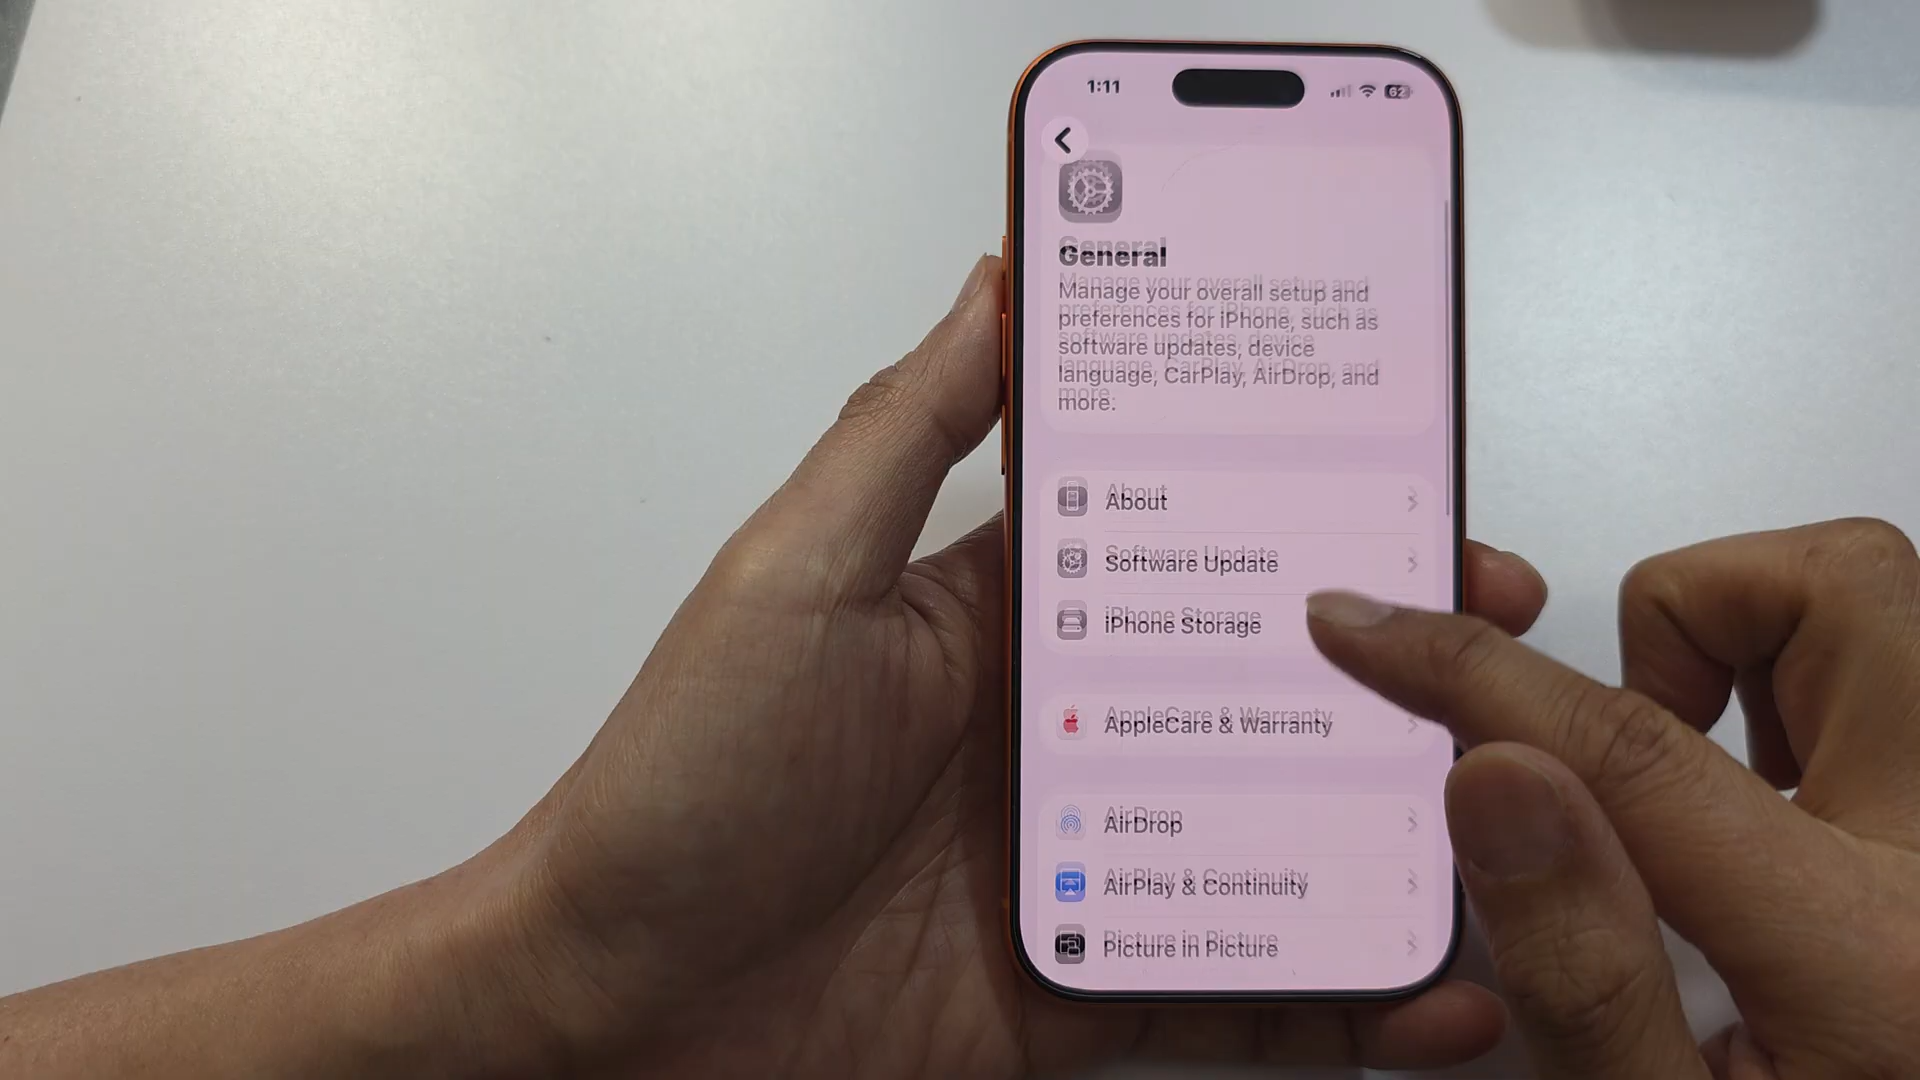 1:11
62
General
Manage your overall setup and
preferences for iPhone, such as
software updates, device
language, CarPlay, AirDrop, and
more.
About
Software Update
iPhone Storage
AppleCare & Warranty
AirDrop
AirPlay & Continuity
Picture in Picture